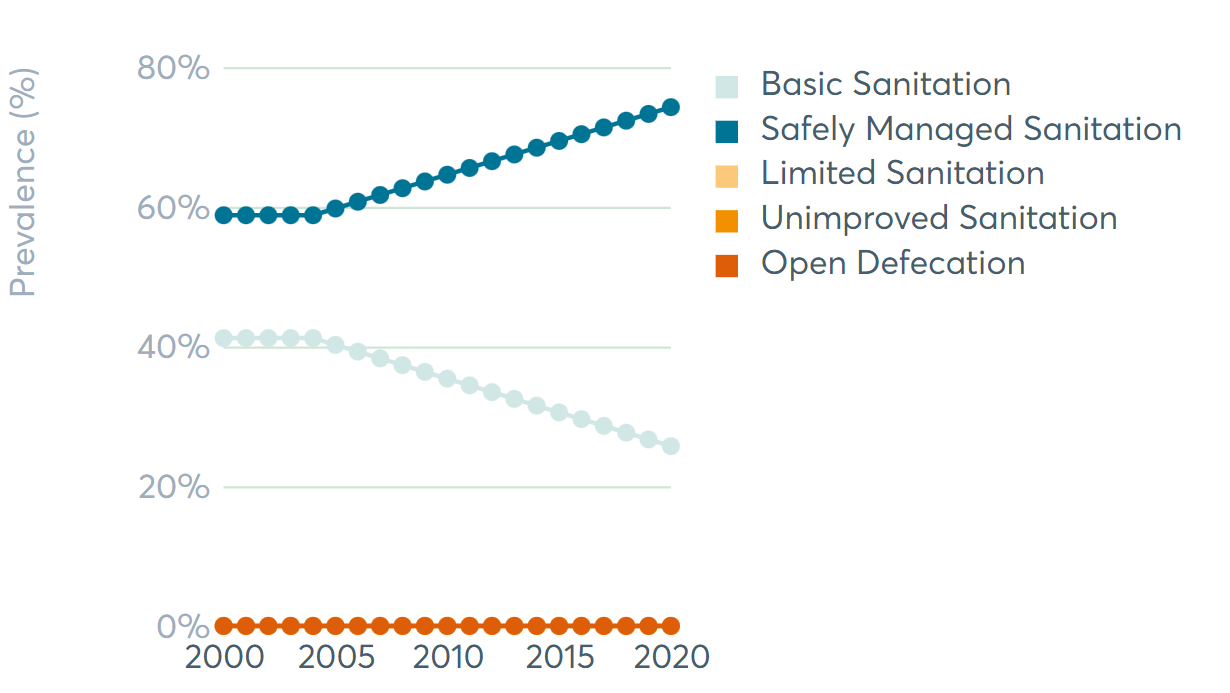 Prevalence (%)
80%
60%
40%
20%
0%
2000 2005 2010 2015 2020
Basic Sanitation
Safely Managed Sanitation
Limited Sanitation
Unimproved Sanitation
Open Defecation